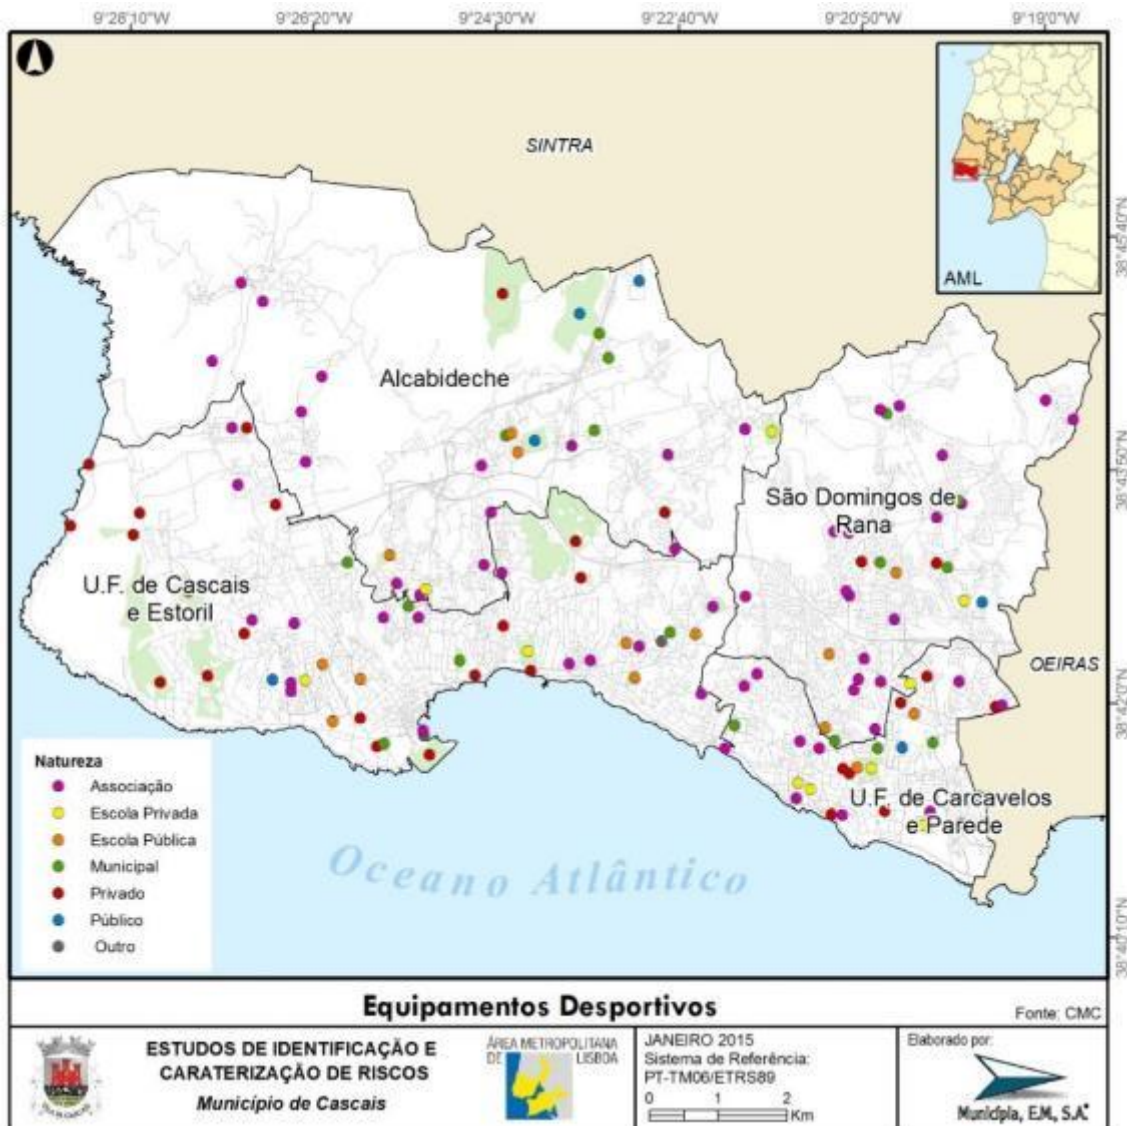 9°28'10"W 9°26'20"W 9°24'30"W 9°22'40"W 9°20'50"W 9°19'0"W
SINTRA
AML
38°45'40"N
Alcabideche
38°43'50"N
São Domingos de
Rana
U.F. de Cascais
e Estoril
OEIRAS
38°42'0"N
U.F. de Carcavelos
e Parede
Oceano Atlântico
38°40'10"N
Natureza
Associação
Escola Privada
Escola Pública
Municipal
Privado
Público
Outro
Equipamentos Desportivos
Fonte: CMC
ESTUDOS DE IDENTIFICAÇÃO E
CARATERIZAÇÃO DE RISCOS
Município de Cascais
ÁREA METROPOLITANA
DE LISBOA
JANEIRO 2015
Sistema de Referência:
PT-TM06/ETRS89
0 1 2
Km
Elaborado por:
Municípia, E.M., S.A.